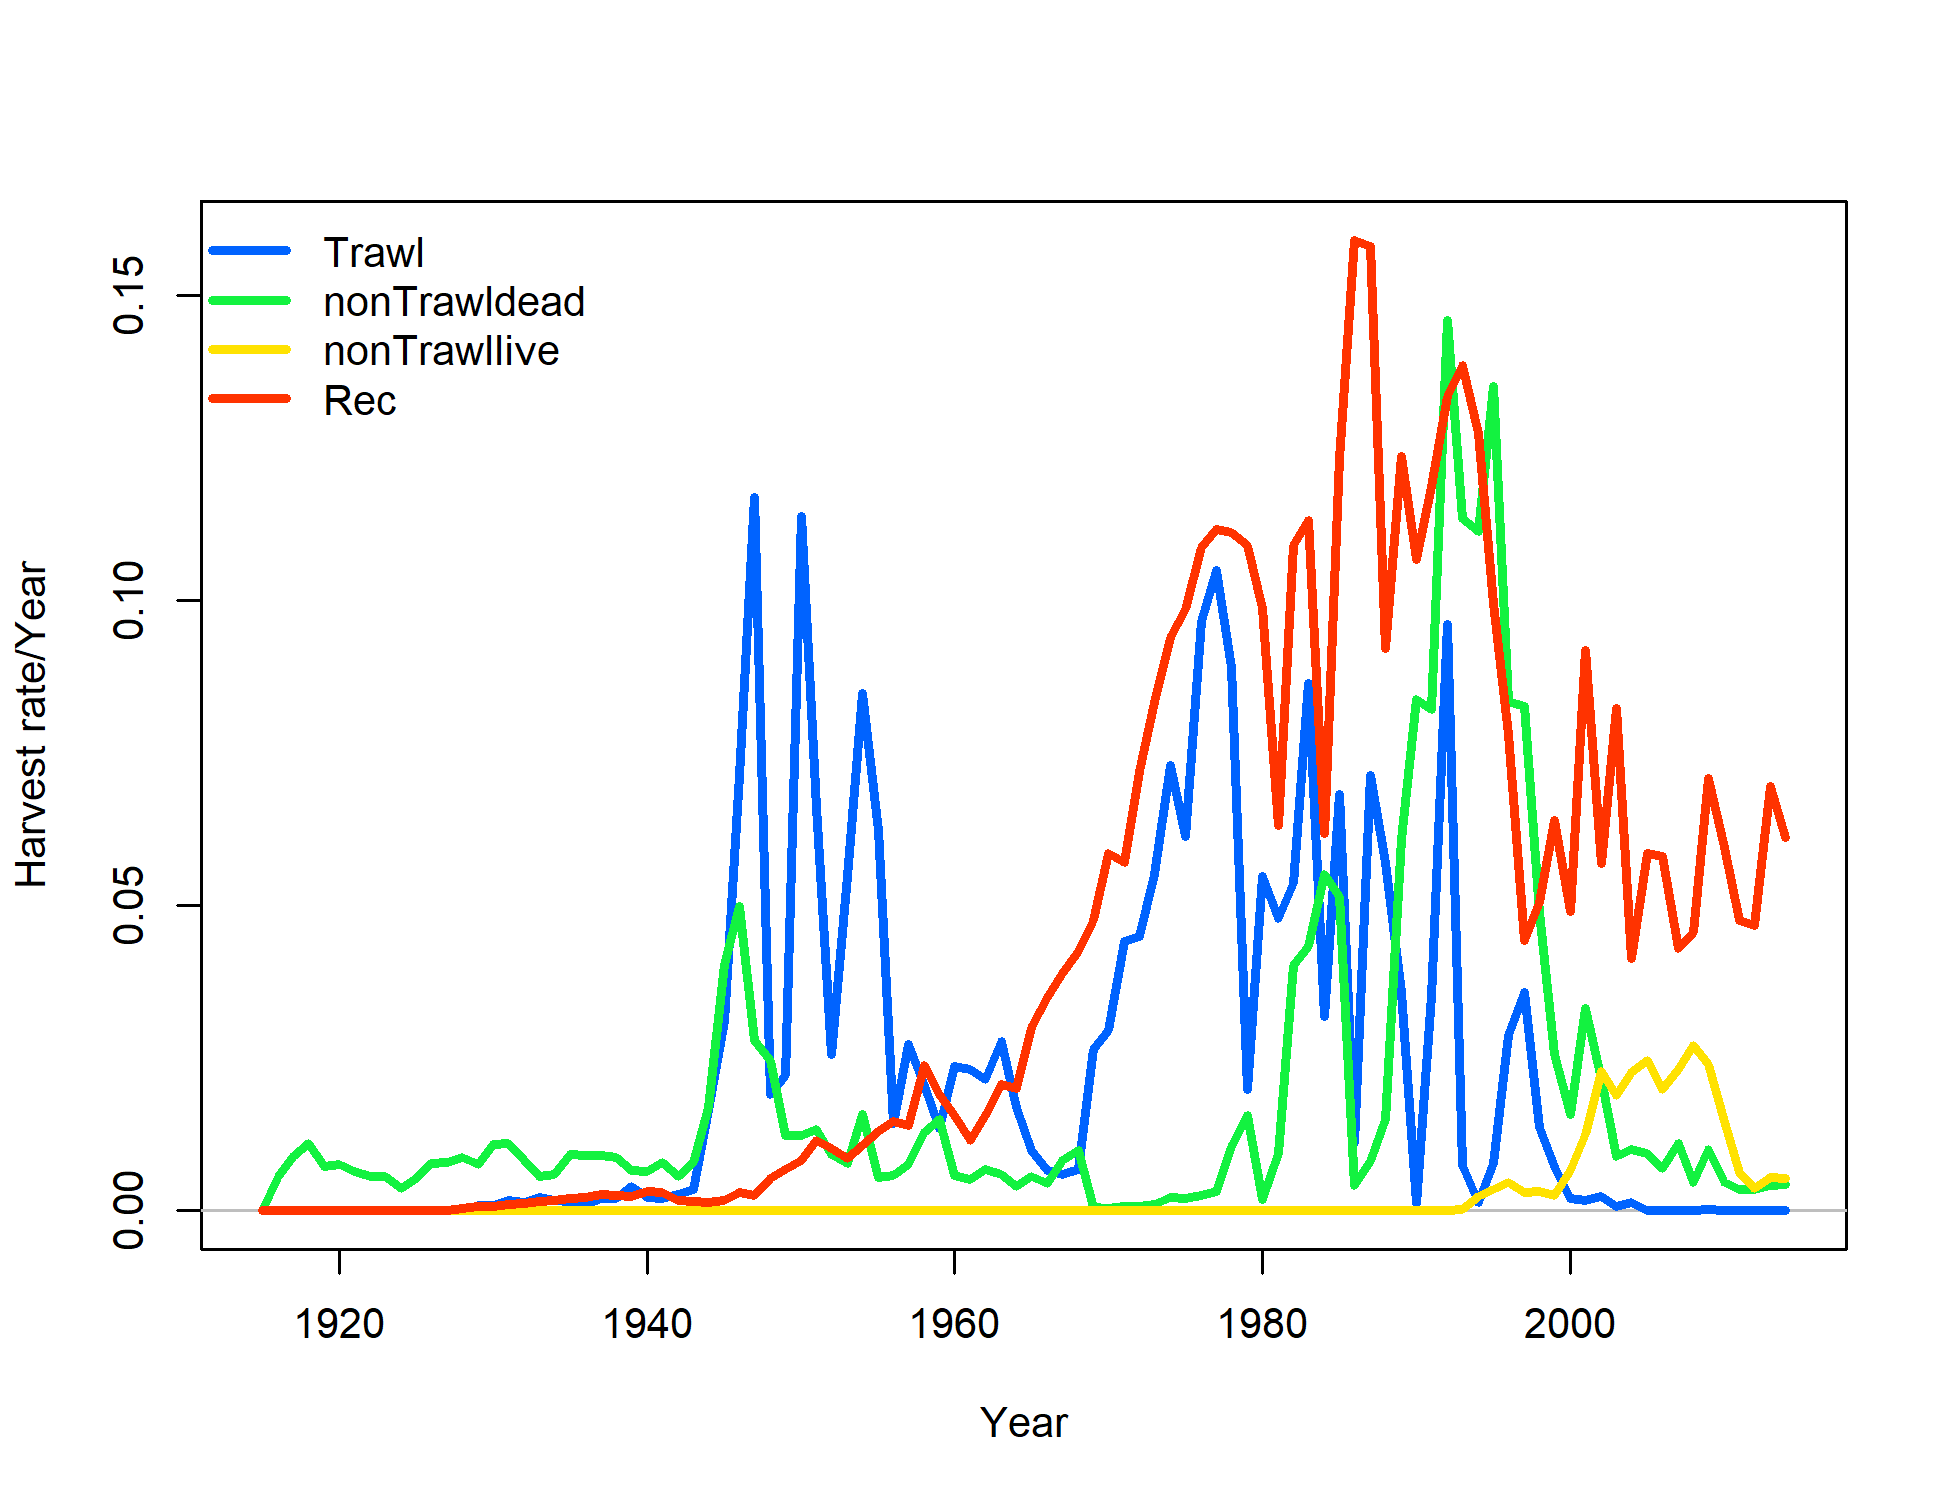 Trawl
nonTrawldead
nonTrawllive
Rec
0.15
0.10
0.05
0.00
Harvest rate/Year
1920 1940 1960 1980 2000
Year